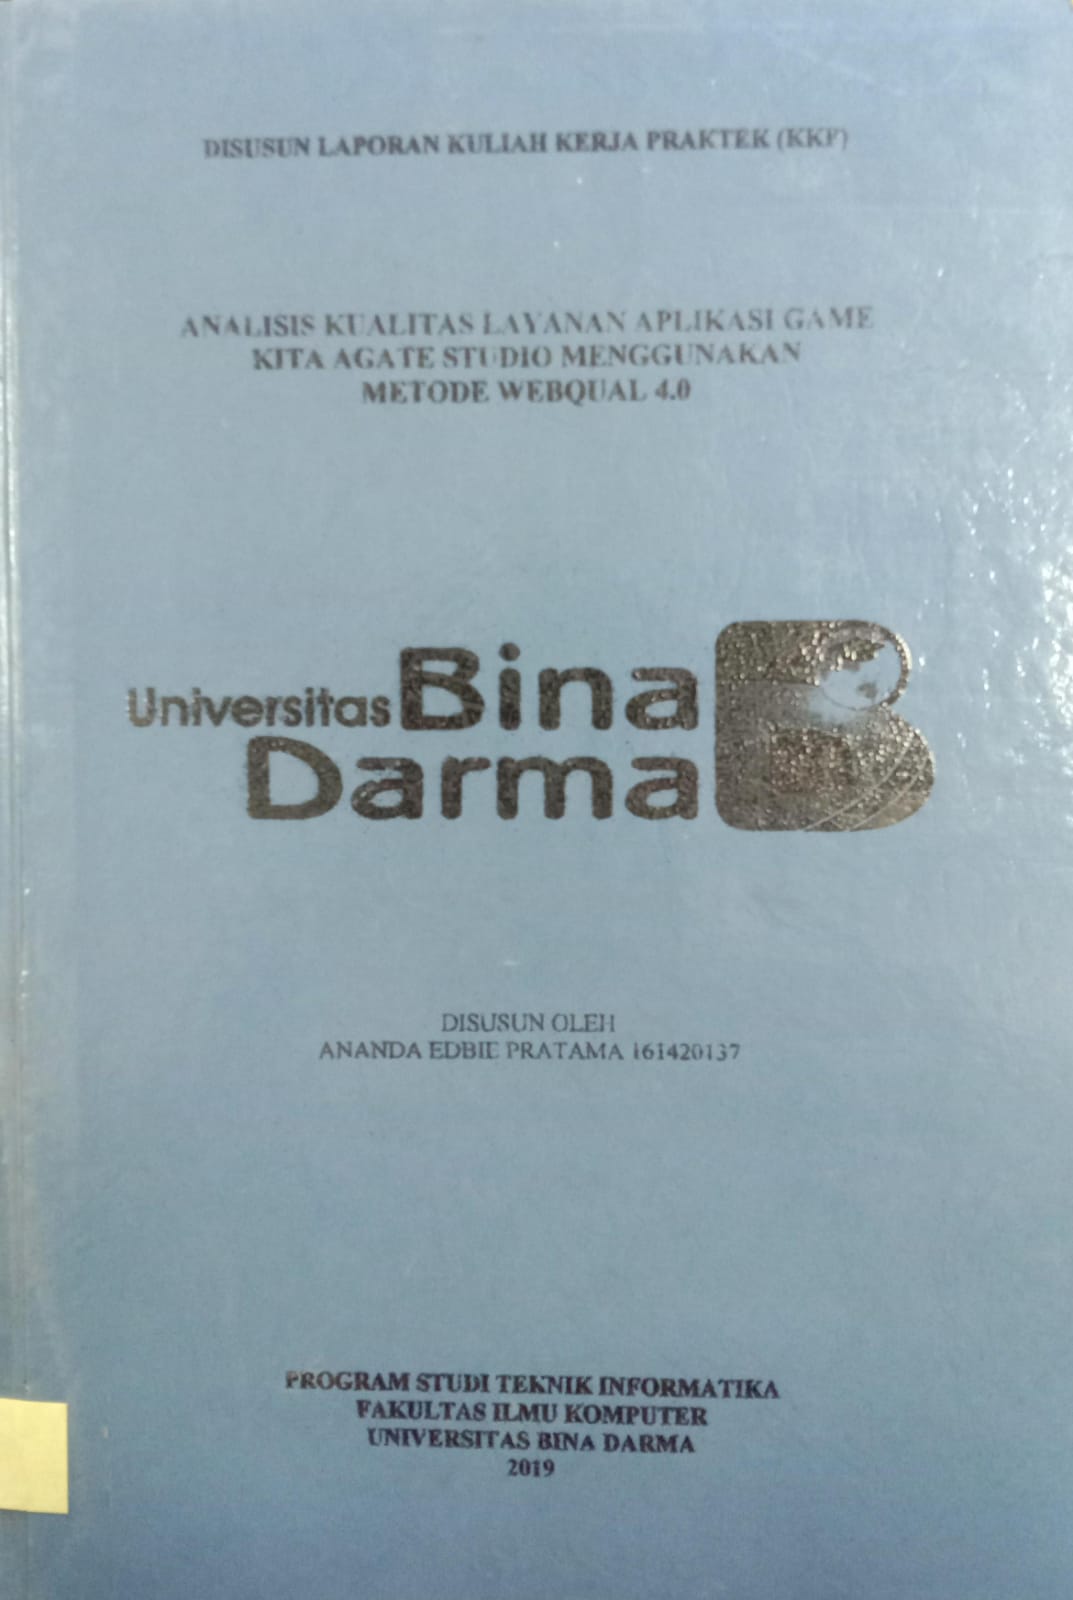 DISUSUN LAPORAN KULIAH KERJA PRAKTEK (KKP)
ANALISIS KUALITAS LAYANAN APLIKASI GAME
KITA AGATE STUDIO MENGGUNAKAN
METODE WEBQUAL 4.0
Universitas Bina
Darma
DISUSUN OLEH
ANANDA EDBIE PRATAMA 161420137
PROGRAM STUDI TEKNIK INFORMATIKA
FAKULTAS ILMU KOMPUTER
UNIVERSITAS BINA DARMA
2019